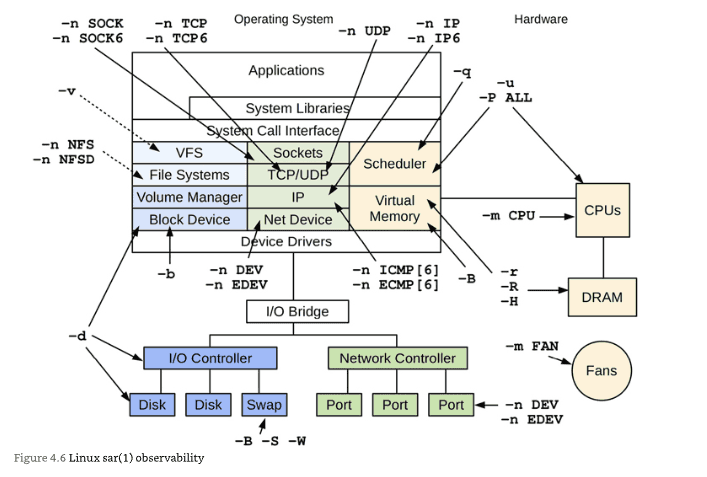 Operating System
Hardware
-n SOCK
-n SOCK6
-n TCP
-n TCP6
-n UDP
-n IP
-n IP6
-v
-q
-u
-P ALL
-n NFS
-n NFSD
Applications
System Libraries
System Call Interface
VFS
Sockets
Scheduler
File Systems
TCP/UDP
Volume Manager
IP
Virtual
Memory
Block Device
Net Device
Device Drivers
-m CPU
CPUs
-b
-n DEV
-n EDEV
-n ICMP[6]
-n ECMP[6]
-B
-r
-R
-H
DRAM
I/O Bridge
-d
I/O Controller
Network Controller
-m FAN
Fans
Disk
Disk
Swap
Port
Port
Port
-n DEV
-n EDEV
-B -S -W
Figure 4.6 Linux sar(1) observability